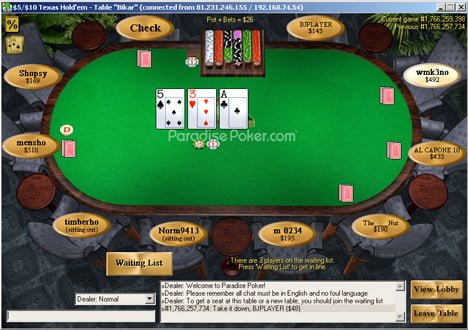 !$5/$10 Texas Hold'em - Table "Bikar" (connected from 81.231.246.155 / 192.168.74.54)
%
Check
Pot + Bets = $26
BJPLAYER
$145
Current game #1,766,259,398
Previous #1,766,257,734
Shopsy
$169
wmk3no
$492
5
3
A
ParadisePoker.com
D
mensho
$510
AL CAPONE 10
$433
timberho
(sitting out)
Norm9413
(sitting out)
m 0234
$195
The __ Nut
$190
Waiting List
There are 3 players on the waiting list.
Press 'Waiting List' to get in line.
Dealer: Normal
»Dealer: Welcome to Paradise Poker!
»Dealer: Please remember all chat must be in English and no foul language
»Dealer: To get a seat at this table or a new table, you should join the waiting list
»#1,766,257,734: Take it down, BJPLAYER ($48)
View Lobby
Leave Table